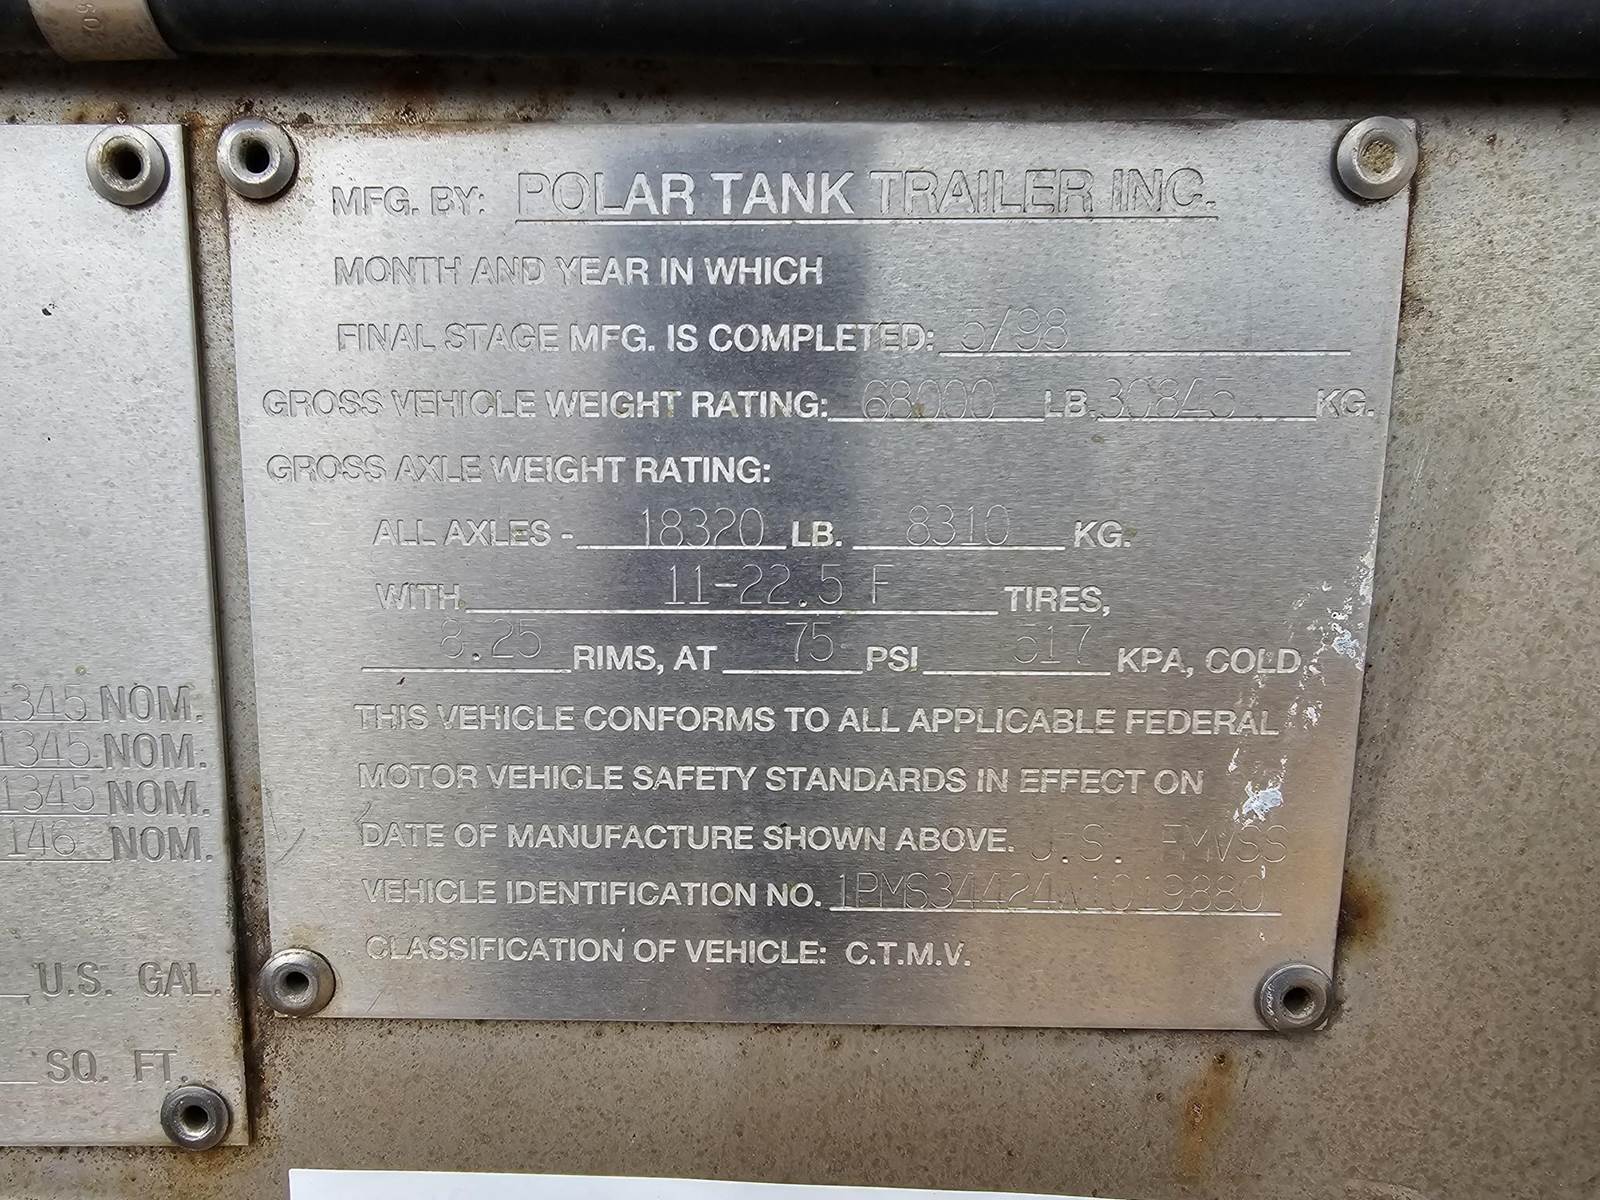 MFG. BY: POLAR TANK TRAILER INC.
MONTH AND YEAR IN WHICH
FINAL STAGE MFG. IS COMPLETED: 5/98
GROSS VEHICLE WEIGHT RATING: 68000 LB. 30845 KG.
GROSS AXLE WEIGHT RATING:
ALL AXLES - 18320 LB. 8310 KG.
WITH 11-22.5 F TIRES,
8.25 RIMS, AT 75 PSI 517 KPA, COLD.
THIS VEHICLE CONFORMS TO ALL APPLICABLE FEDERAL
MOTOR VEHICLE SAFETY STANDARDS IN EFFECT ON
DATE OF MANUFACTURE SHOWN ABOVE. U.S. FMVSS
VEHICLE IDENTIFICATION NO. 1PMS34424W1019880
CLASSIFICATION OF VEHICLE: C.T.M.V.
1345 NOM.
1345 NOM.
1345 NOM.
146 NOM.
U.S. GAL.
SQ. FT.